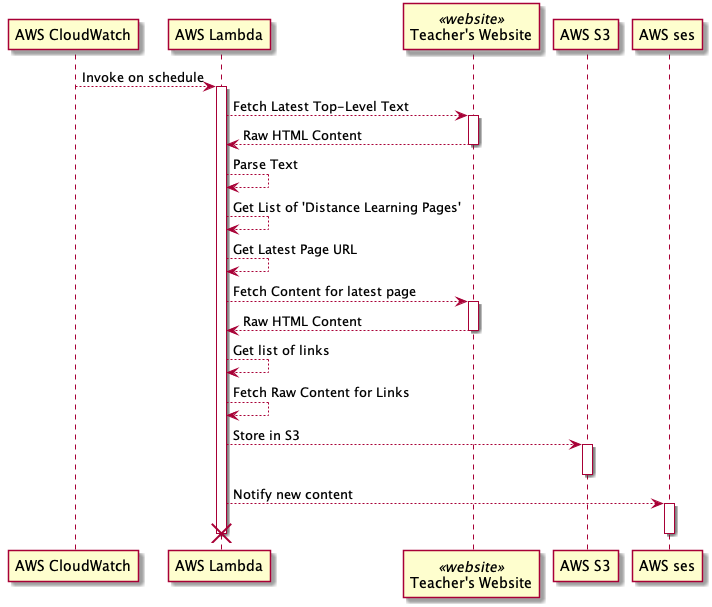 «website»
AWS CloudWatch
AWS Lambda
Teacher's Website
AWS S3
AWS ses
Invoke on schedule
Fetch Latest Top-Level Text
Raw HTML Content
Parse Text
Get List of 'Distance Learning Pages'
Get Latest Page URL
Fetch Content for latest page
Raw HTML Content
Get list of links
Fetch Raw Content for Links
Store in S3
Notify new content
AWS CloudWatch
AWS Lambda
«website»
Teacher's Website
AWS S3
AWS ses